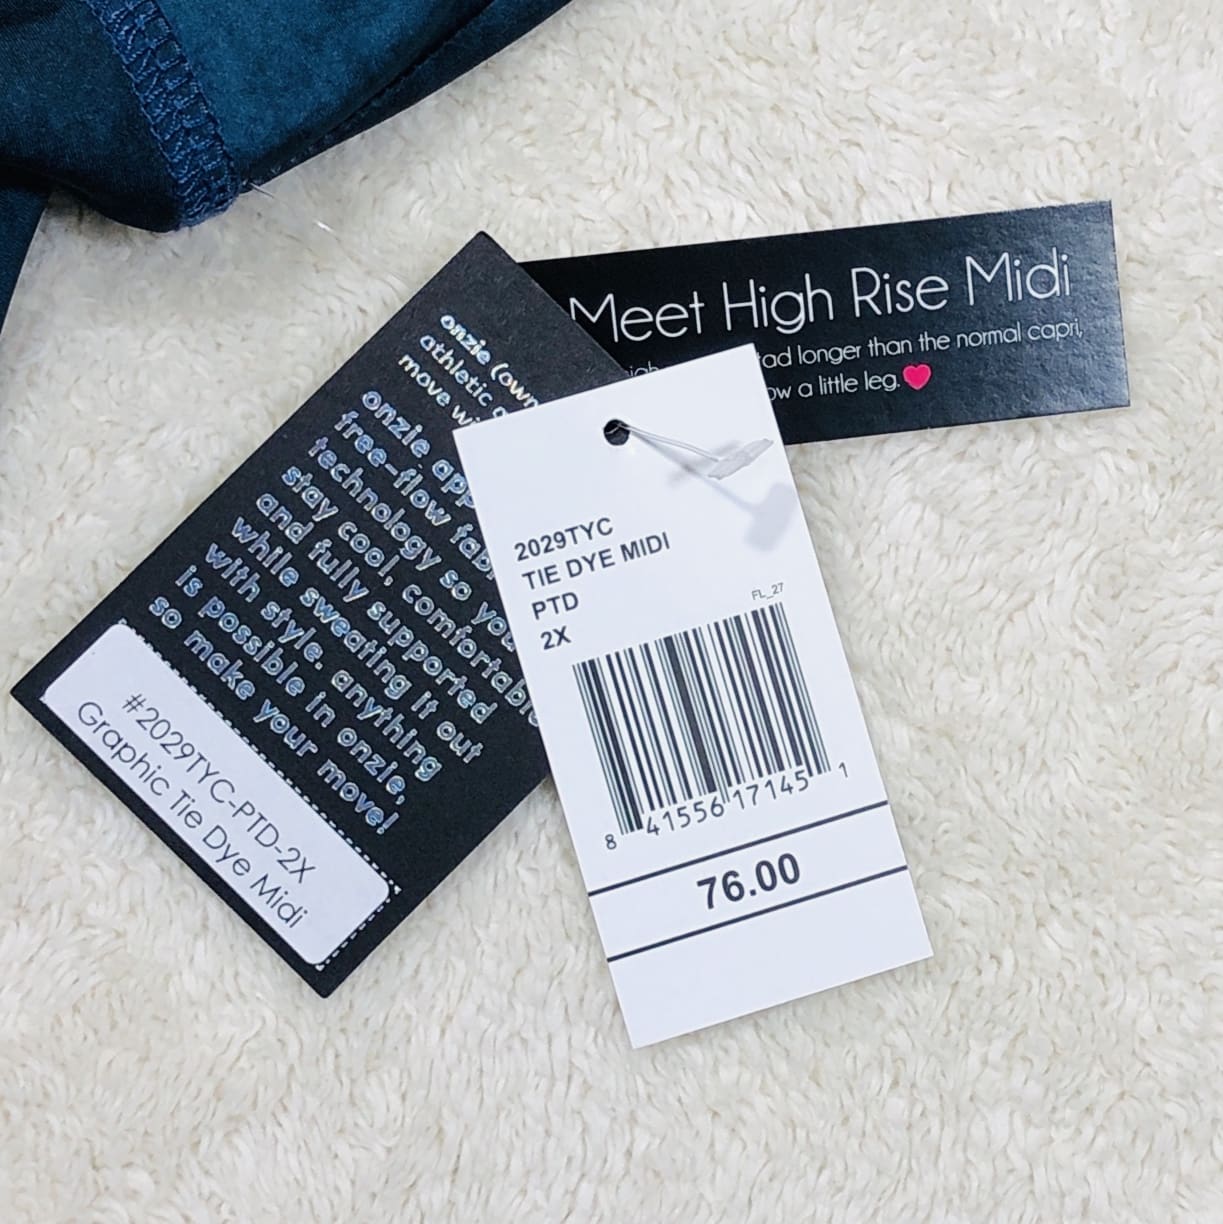 Meet High Rise Midi
tad longer than the normal capri,
a little leg.
onzie (own
athletic
move
onzie
free-flow
technology so you
stay cool, comfortable
and fully supported
while sweating it out
with style. anything
is possible in onzie,
so make your move!
#2029TYC-PTD-2X
Graphic Tie Dye Midi
2029TYC
TIE DYE MIDI
PTD
2X
FL_27
8 41556 17145 1
76.00